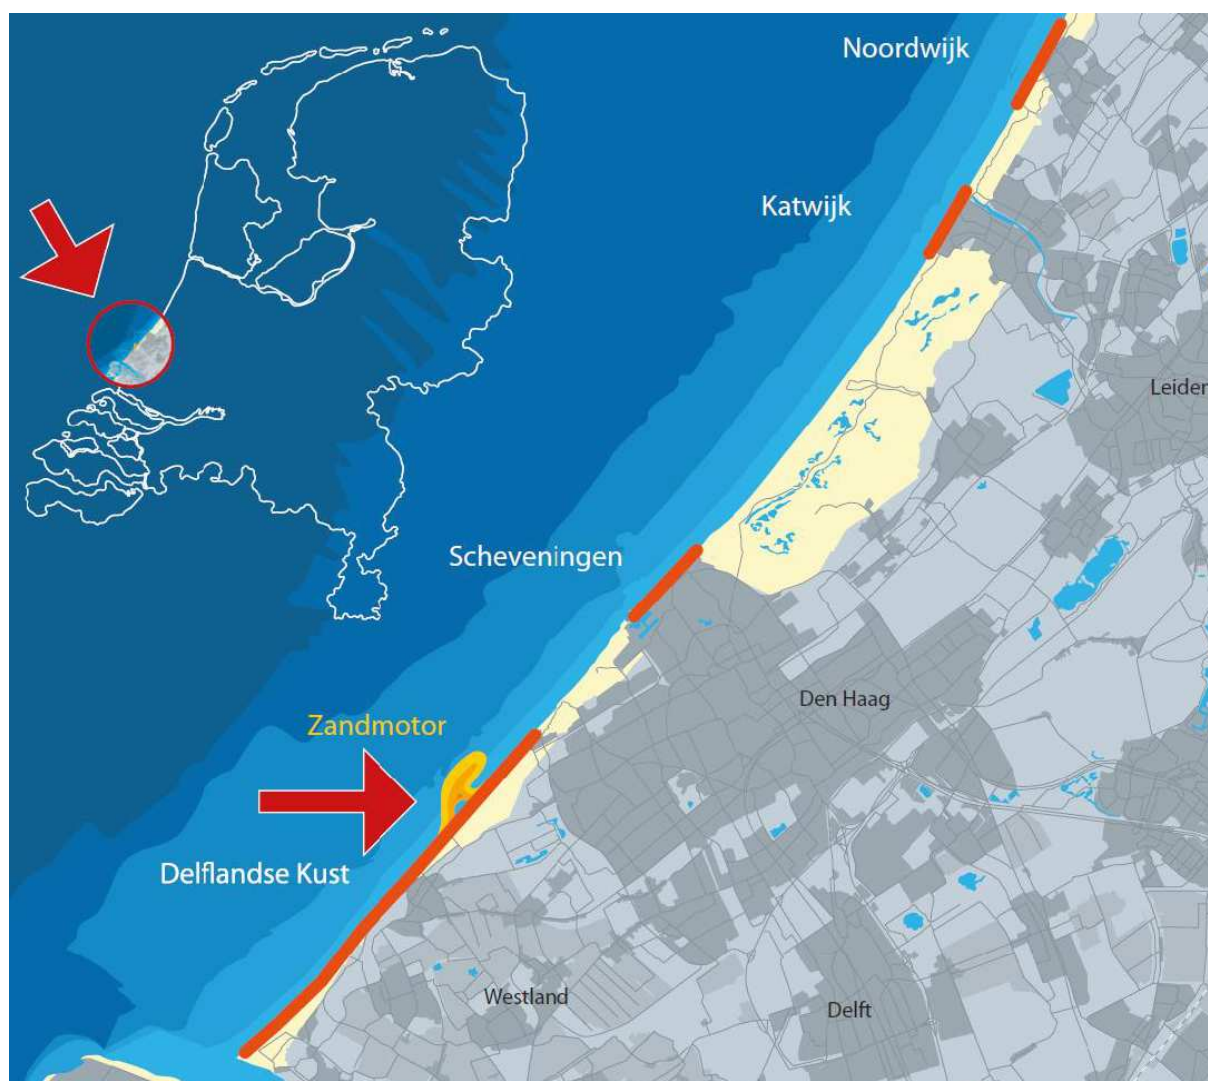 Noordwijk
Katwijk
Leiden
Scheveningen
Den Haag
Zandmotor
Delflandse Kust
Westland
Delft